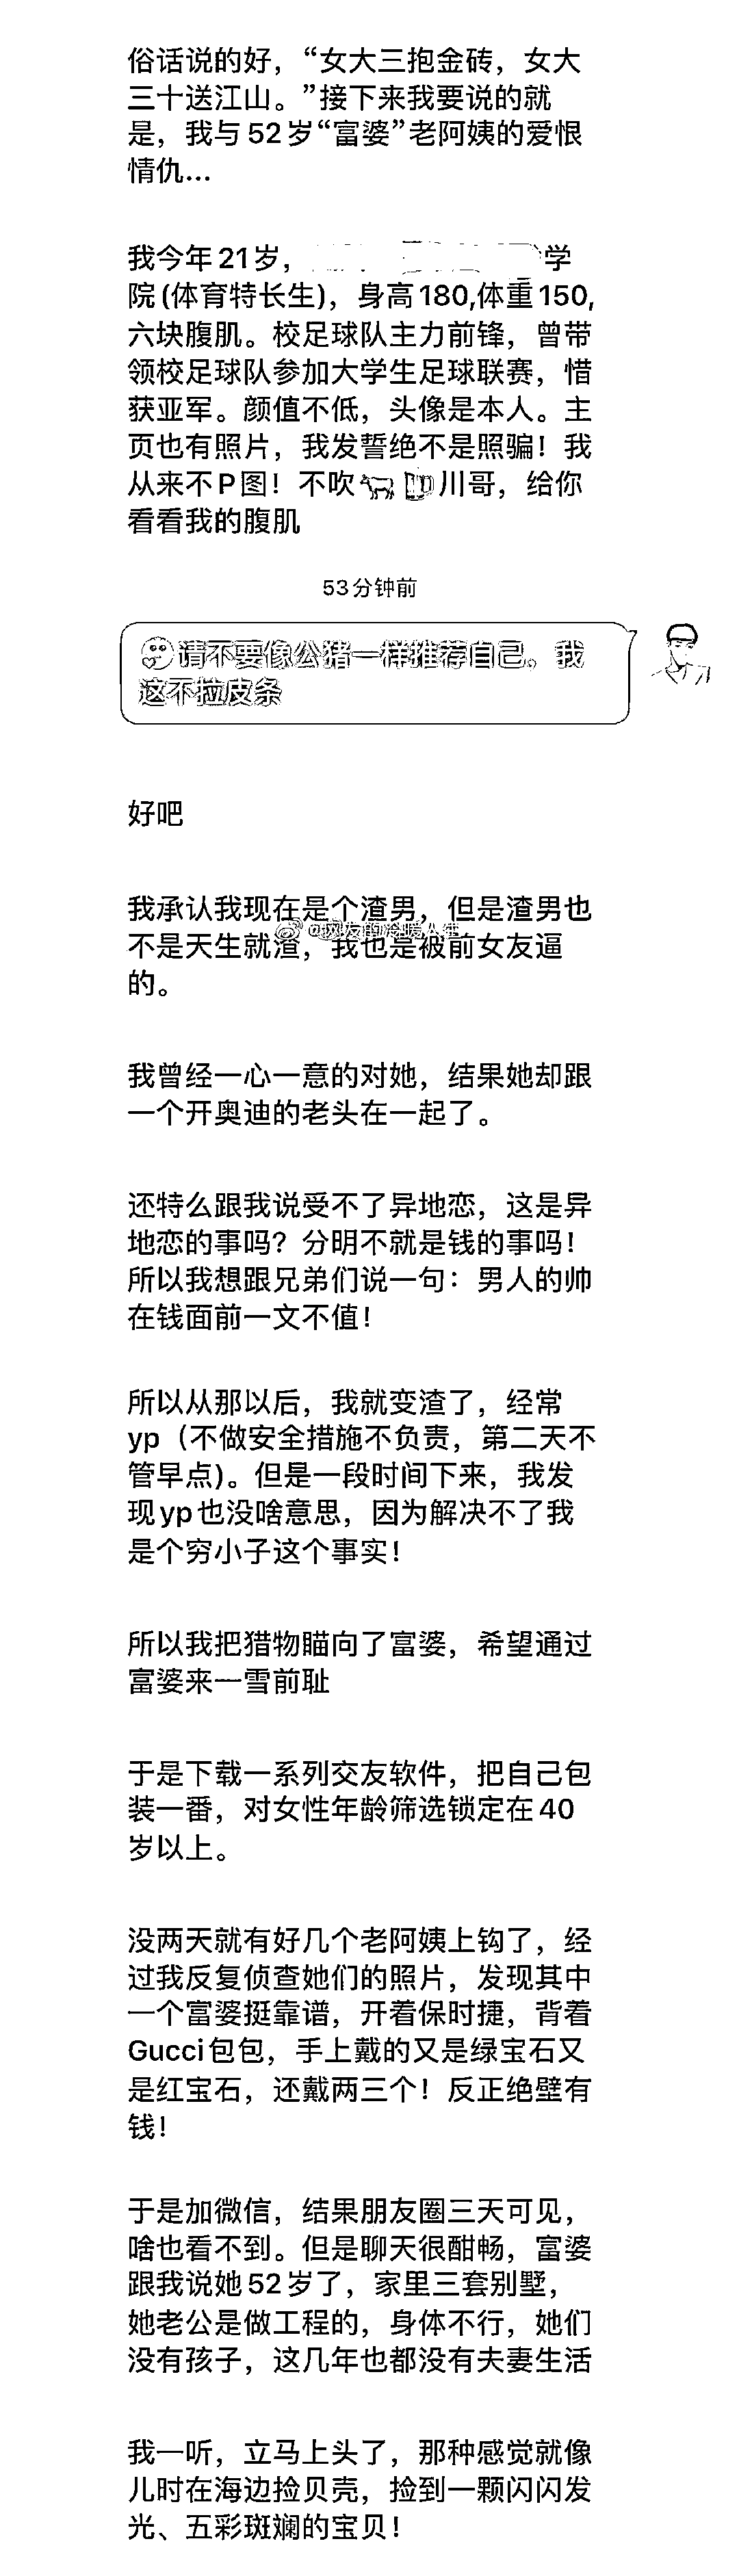 俗话说的好，“女大三抱金砖，女大
三十送江山。”接下来我要说的就
是，我与52岁“富婆”老阿姨的爱恨
情仇...
我今年21岁，
学
院(体育特长生)，身高180,体重150,
六块腹肌。校足球队主力前锋，曾带
领校足球队参加大学生足球联赛，惜
获亚军。颜值不低，头像是本人。主
页也有照片，我发誓绝不是照骗！我
从来不P图！不吹🐂🍺川哥，给你
看看我的腹肌
53分钟前
请不要像公猪一样推荐自己。我
这不拉皮条
好吧
我承认我现在是个渣男，但是渣男也
@网友的冷暖人生
不是天生就渣，我也是被前女友逼
的。
我曾经一心一意的对她，结果她却跟
一个开奥迪的老头在一起了。
还特么跟我说受不了异地恋，这是异
地恋的事吗？分明不就是钱的事吗！
所以我想跟兄弟们说一句：男人的帅
在钱面前一文不值！
所以从那以后，我就变渣了，经常
yp（不做安全措施不负责，第二天不
管早点)。但是一段时间下来，我发
现yp也没啥意思，因为解决不了我
是个穷小子这个事实！
所以我把猎物瞄向了富婆，希望通过
富婆来一雪前耻
于是下载一系列交友软件，把自己包
装一番，对女性年龄筛选锁定在40
岁以上。
没两天就有好几个老阿姨上钩了，经
过我反复侦查她们的照片，发现其中
一个富婆挺靠谱，开着保时捷，背着
Gucci包包，手上戴的又是绿宝石又
是红宝石，还戴两三个！反正绝壁有
钱！
于是加微信，结果朋友圈三天可见，
啥也看不到。但是聊天很酣畅，富婆
跟我说她52岁了，家里三套别墅，
她老公是做工程的，身体不行，她们
没有孩子，这几年也都没有夫妻生活
我一听，立马上头了，那种感觉就像
儿时在海边捡贝壳，捡到一颗闪闪发
光、五彩斑斓的宝贝！